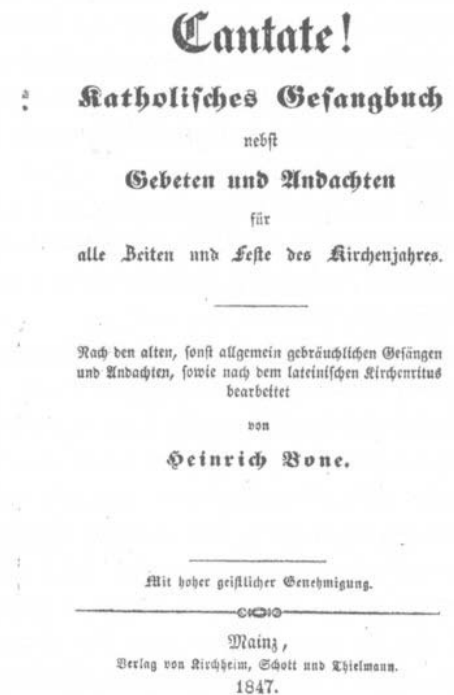 Cantate!
Katholisches Gesangbuch
nebst
Gebeten und Andachten
für
alle Zeiten und Feste des Kirchenjahres.
Nach den alten, sonst allgemein gebräuchlichen Gesängen
und Andachten, sowie nach dem lateinischen Kirchenritus
bearbeitet
von
Heinrich Bone.
Mit hoher geistlicher Genehmigung.
Mainz,
Verlag von Kirchheim, Schott und Thielmann.
1847.